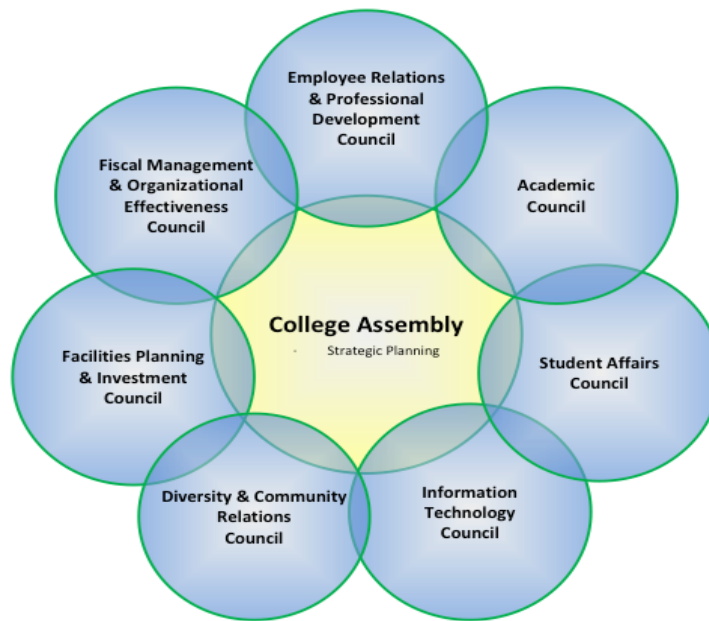 Employee Relations
& Professional
Development
Council
Fiscal Management
& Organizational
Effectiveness
Council
Academic
Council
College Assembly
- Strategic Planning
Facilities Planning
& Investment
Council
Student Affairs
Council
Diversity & Community
Relations
Council
Information
Technology
Council